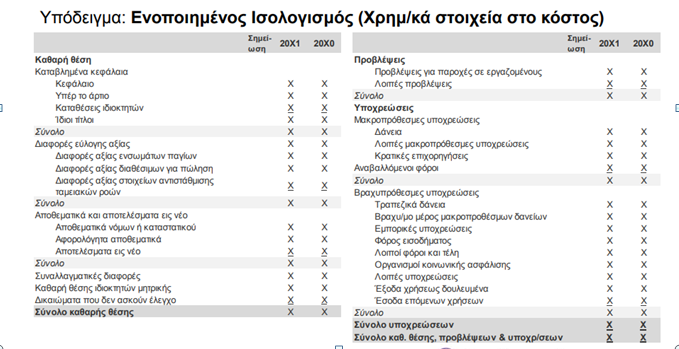 Υπόδειγμα: Ενοποιημένος Ισολογισμός (Χρημ/κά στοιχεία στο κόστος)
Σημεί-
ωση 20X1 20X0
Καθαρή θέση
Καταβλημένα κεφάλαια
Κεφάλαιο X X
Υπέρ το άρτιο X X
Καταθέσεις ιδιοκτητών X X
Ίδιοι τίτλοι X X
Σύνολο X X
Διαφορές εύλογης αξίας X X
Διαφορές αξίας ενσωμάτων παγίων X X
Διαφορές αξίας διαθέσιμων για πώληση X X
Διαφορές αξίας στοιχείων αντιστάθμισης
ταμειακών ροών X X
Σύνολο X X
Αποθεματικά και αποτελέσματα εις νέο
Αποθεματικά νόμων ή καταστατικού X X
Αφορολόγητα αποθεματικά X X
Αποτελέσματα εις νέο X X
Σύνολο X X
Συναλλαγματικές διαφορές X X
Καθαρή θέση ιδιοκτητών μητρικής X X
Δικαιώματα που δεν ασκούν έλεγχο X X
Σύνολο καθαρής θέσης X X
Σημεί-
ωση 20X1 20X0
Προβλέψεις
Προβλέψεις για παροχές σε εργαζομένους X X
Λοιπές προβλέψεις X X
Σύνολο X X
Υποχρεώσεις
Μακροπρόθεσμες υποχρεώσεις
Δάνεια X X
Λοιπές μακροπρόθεσμες υποχρεώσεις X X
Κρατικές επιχορηγήσεις X X
Αναβαλλόμενοι φόροι X X
Σύνολο X X
Βραχυπρόθεσμες υποχρεώσεις
Τραπεζικά δάνεια X X
Βραχυ/μο μέρος μακροπροθέσμων δανείων X X
Εμπορικές υποχρεώσεις X X
Φόρος εισοδήματος X X
Λοιποί φόροι και τέλη X X
Οργανισμοί κοινωνικής ασφάλισης X X
Λοιπές υποχρεώσεις X X
Έξοδα χρήσεως δουλευμένα X X
Έσοδα επόμενων χρήσεων X X
Σύνολο X X
Σύνολο υποχρεώσεων X X
Σύνολο καθ. θέσης, προβλέψεων & υποχρ/σεων X X